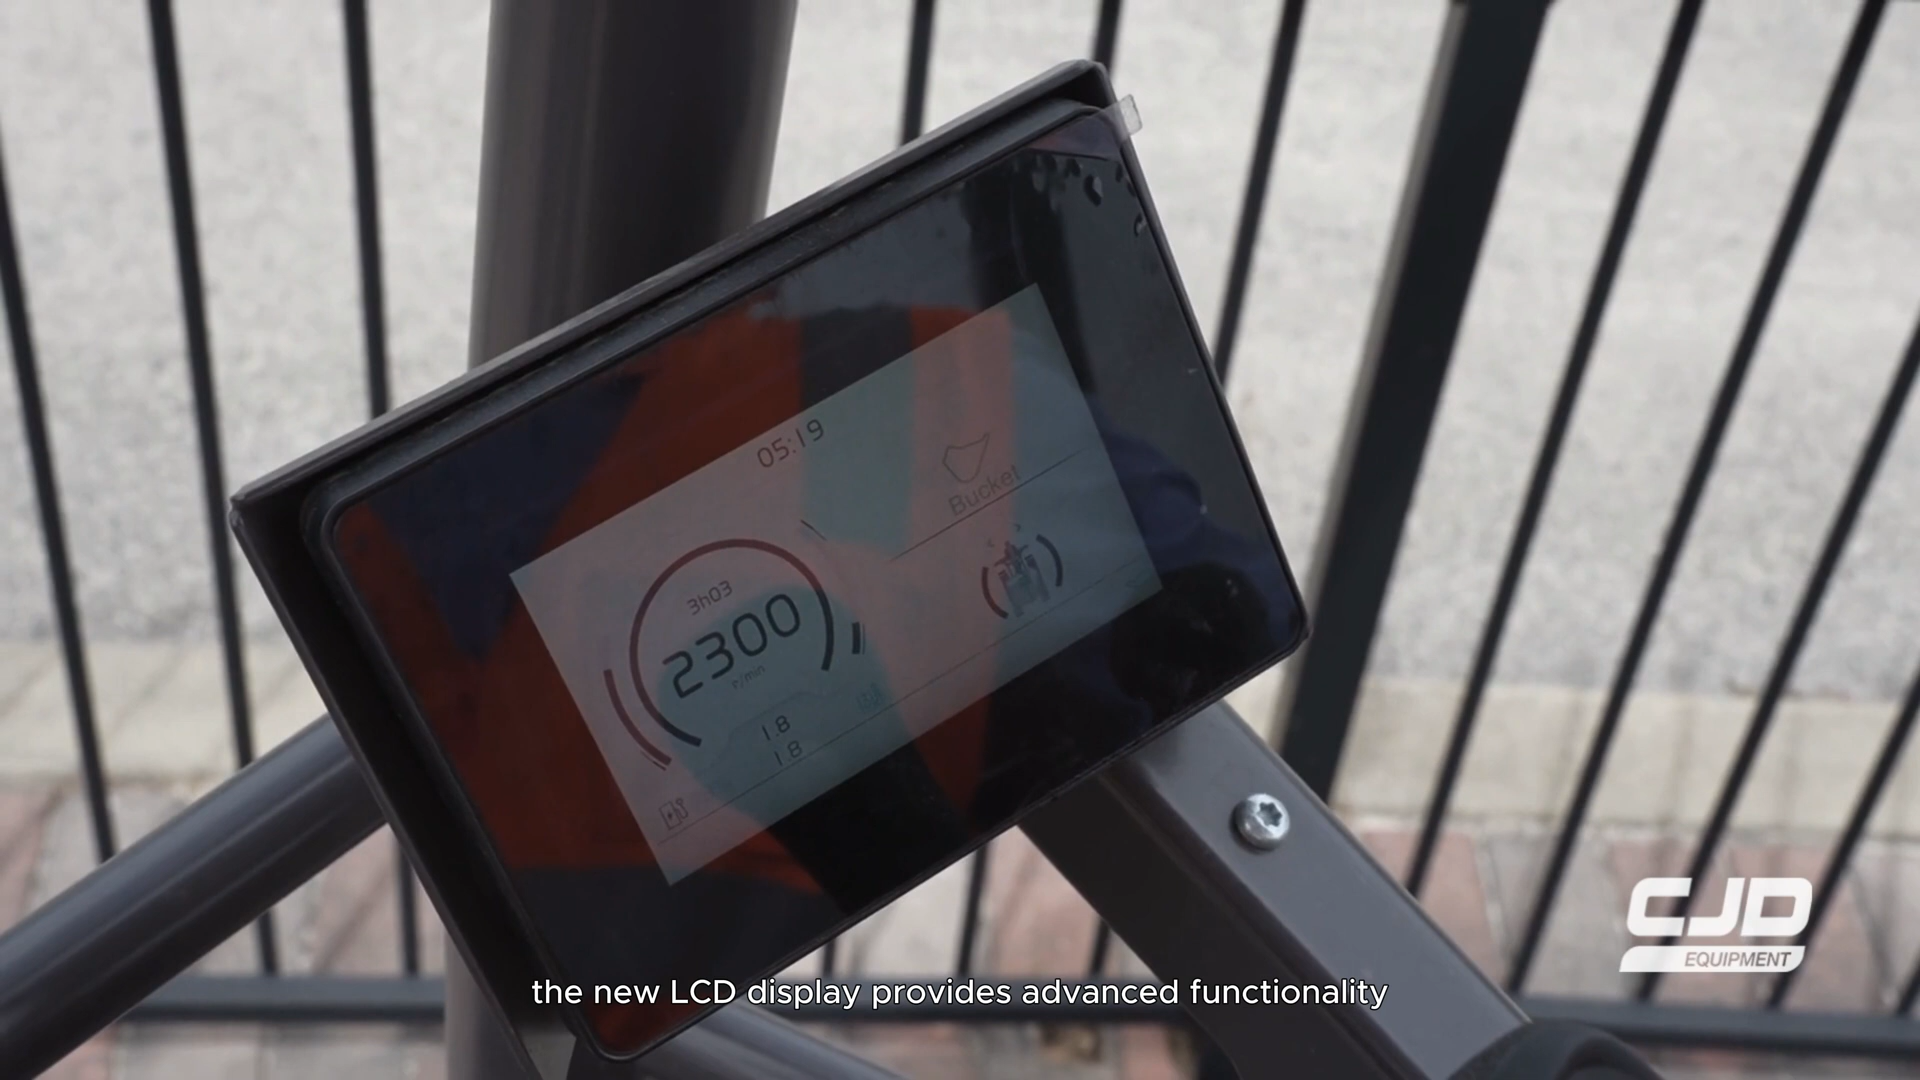 05:19
Bucket
3h03
2300
r/min
1.8
1.8
CJD
EQUIPMENT
the new LCD display provides advanced functionality